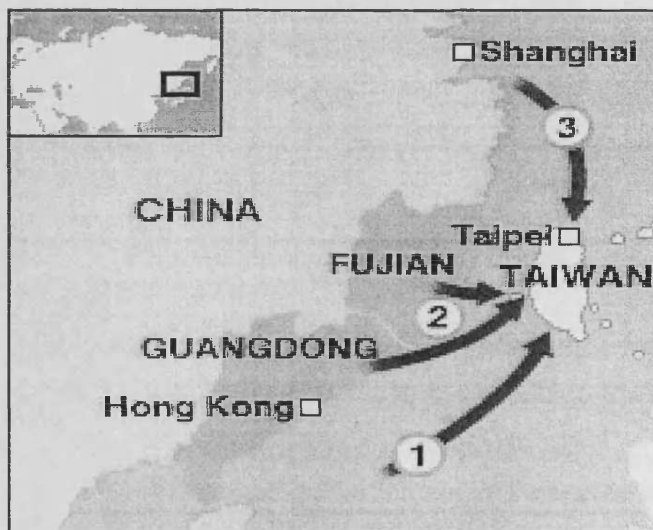 Shanghai
3
CHINA
Taipei
FUJIAN
TAIWAN
2
GUANGDONG
Hong Kong
1